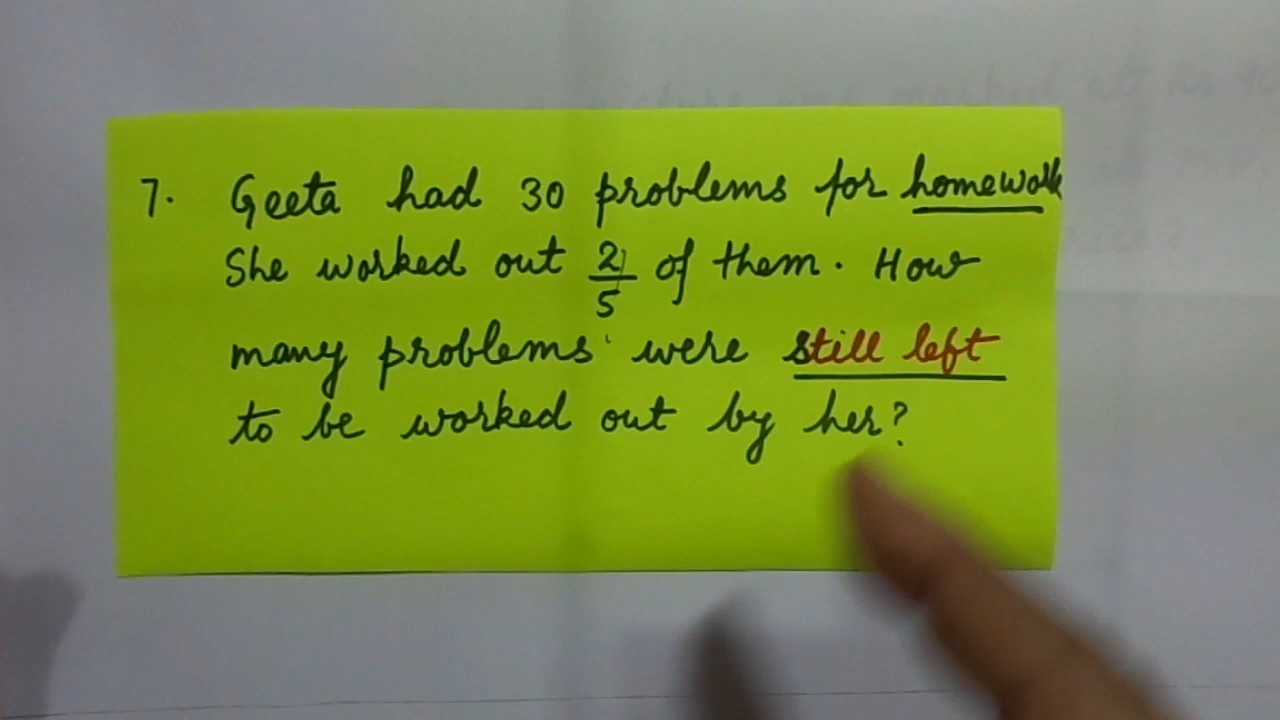 7. Geeta had 30 problems for homework
She worked out 2/5 of them. How
many problems were still left
to be worked out by her?